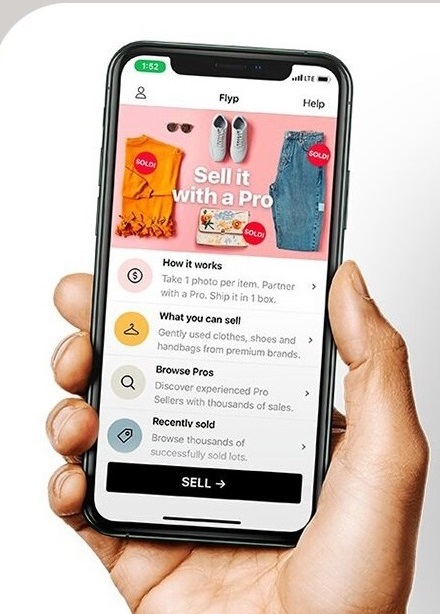 1:52
LTE
Flyp
Help
SOLD!
SOLD!
Sell it
with a Pro
SOLD!
How it works
Take 1 photo per item. Partner
with a Pro. Ship it in 1 box.
What you can sell
Gently used clothes, shoes and
handbags from premium brands.
Browse Pros
Discover experienced Pro
Sellers with thousands of sales.
Recently sold
Browse thousands of
successfully sold lots.
SELL →